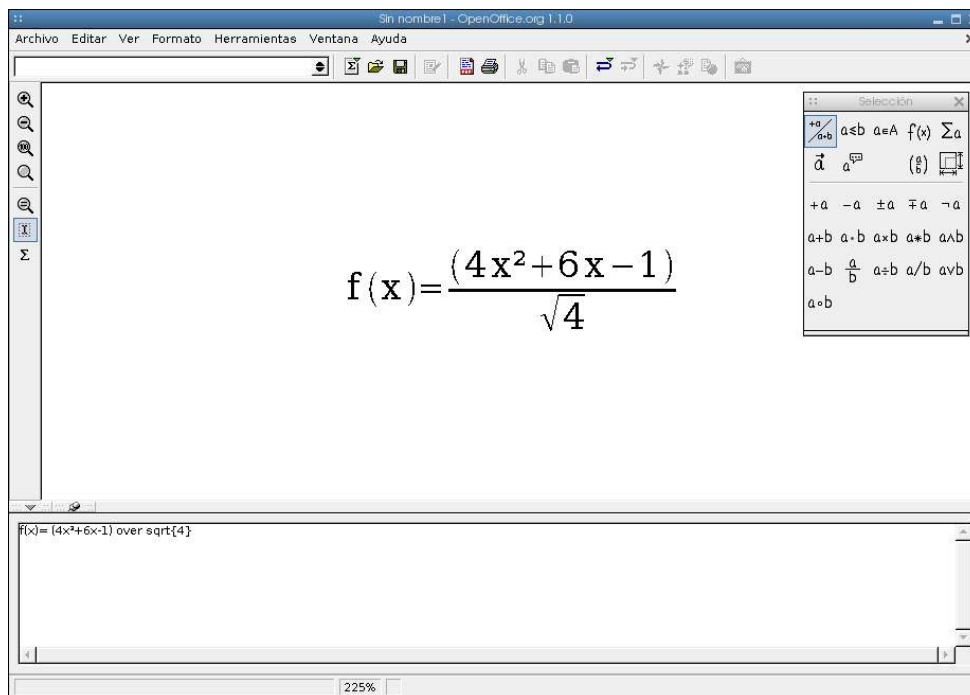 Sin nombre1 - OpenOffice.org 1.1.0
Archivo Editar Ver Formato Herramientas Ventana Ayuda
Selección
+a/a+b a≤b a∈A f(x) Σa
a⃗ a (a/b)
+a -a ±a ∓a ¬a
a+b a·b a×b a*b a∧b
a-b a/b a÷b a/b a∨b
a∘b
f(x)=(4x²+6x-1)/√4
f(x)= (4x²+6x-1) over sqrt{4}
225%